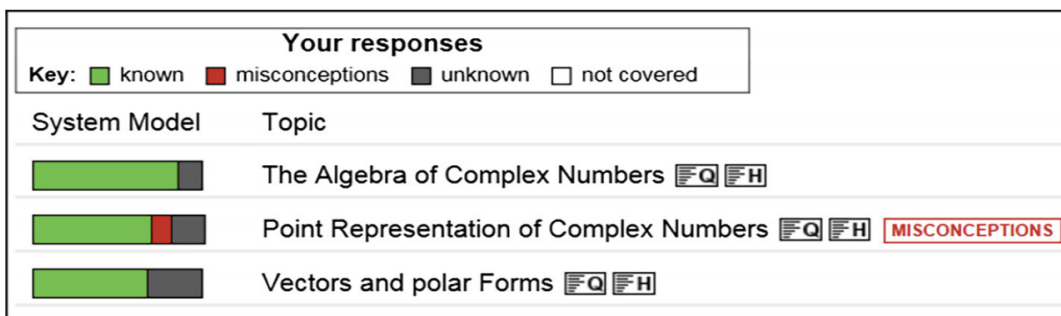 Your responses
Key: known misconceptions unknown not covered
System Model Topic
The Algebra of Complex Numbers Q H
Point Representation of Complex Numbers Q H MISCONCEPTIONS
Vectors and polar Forms Q H